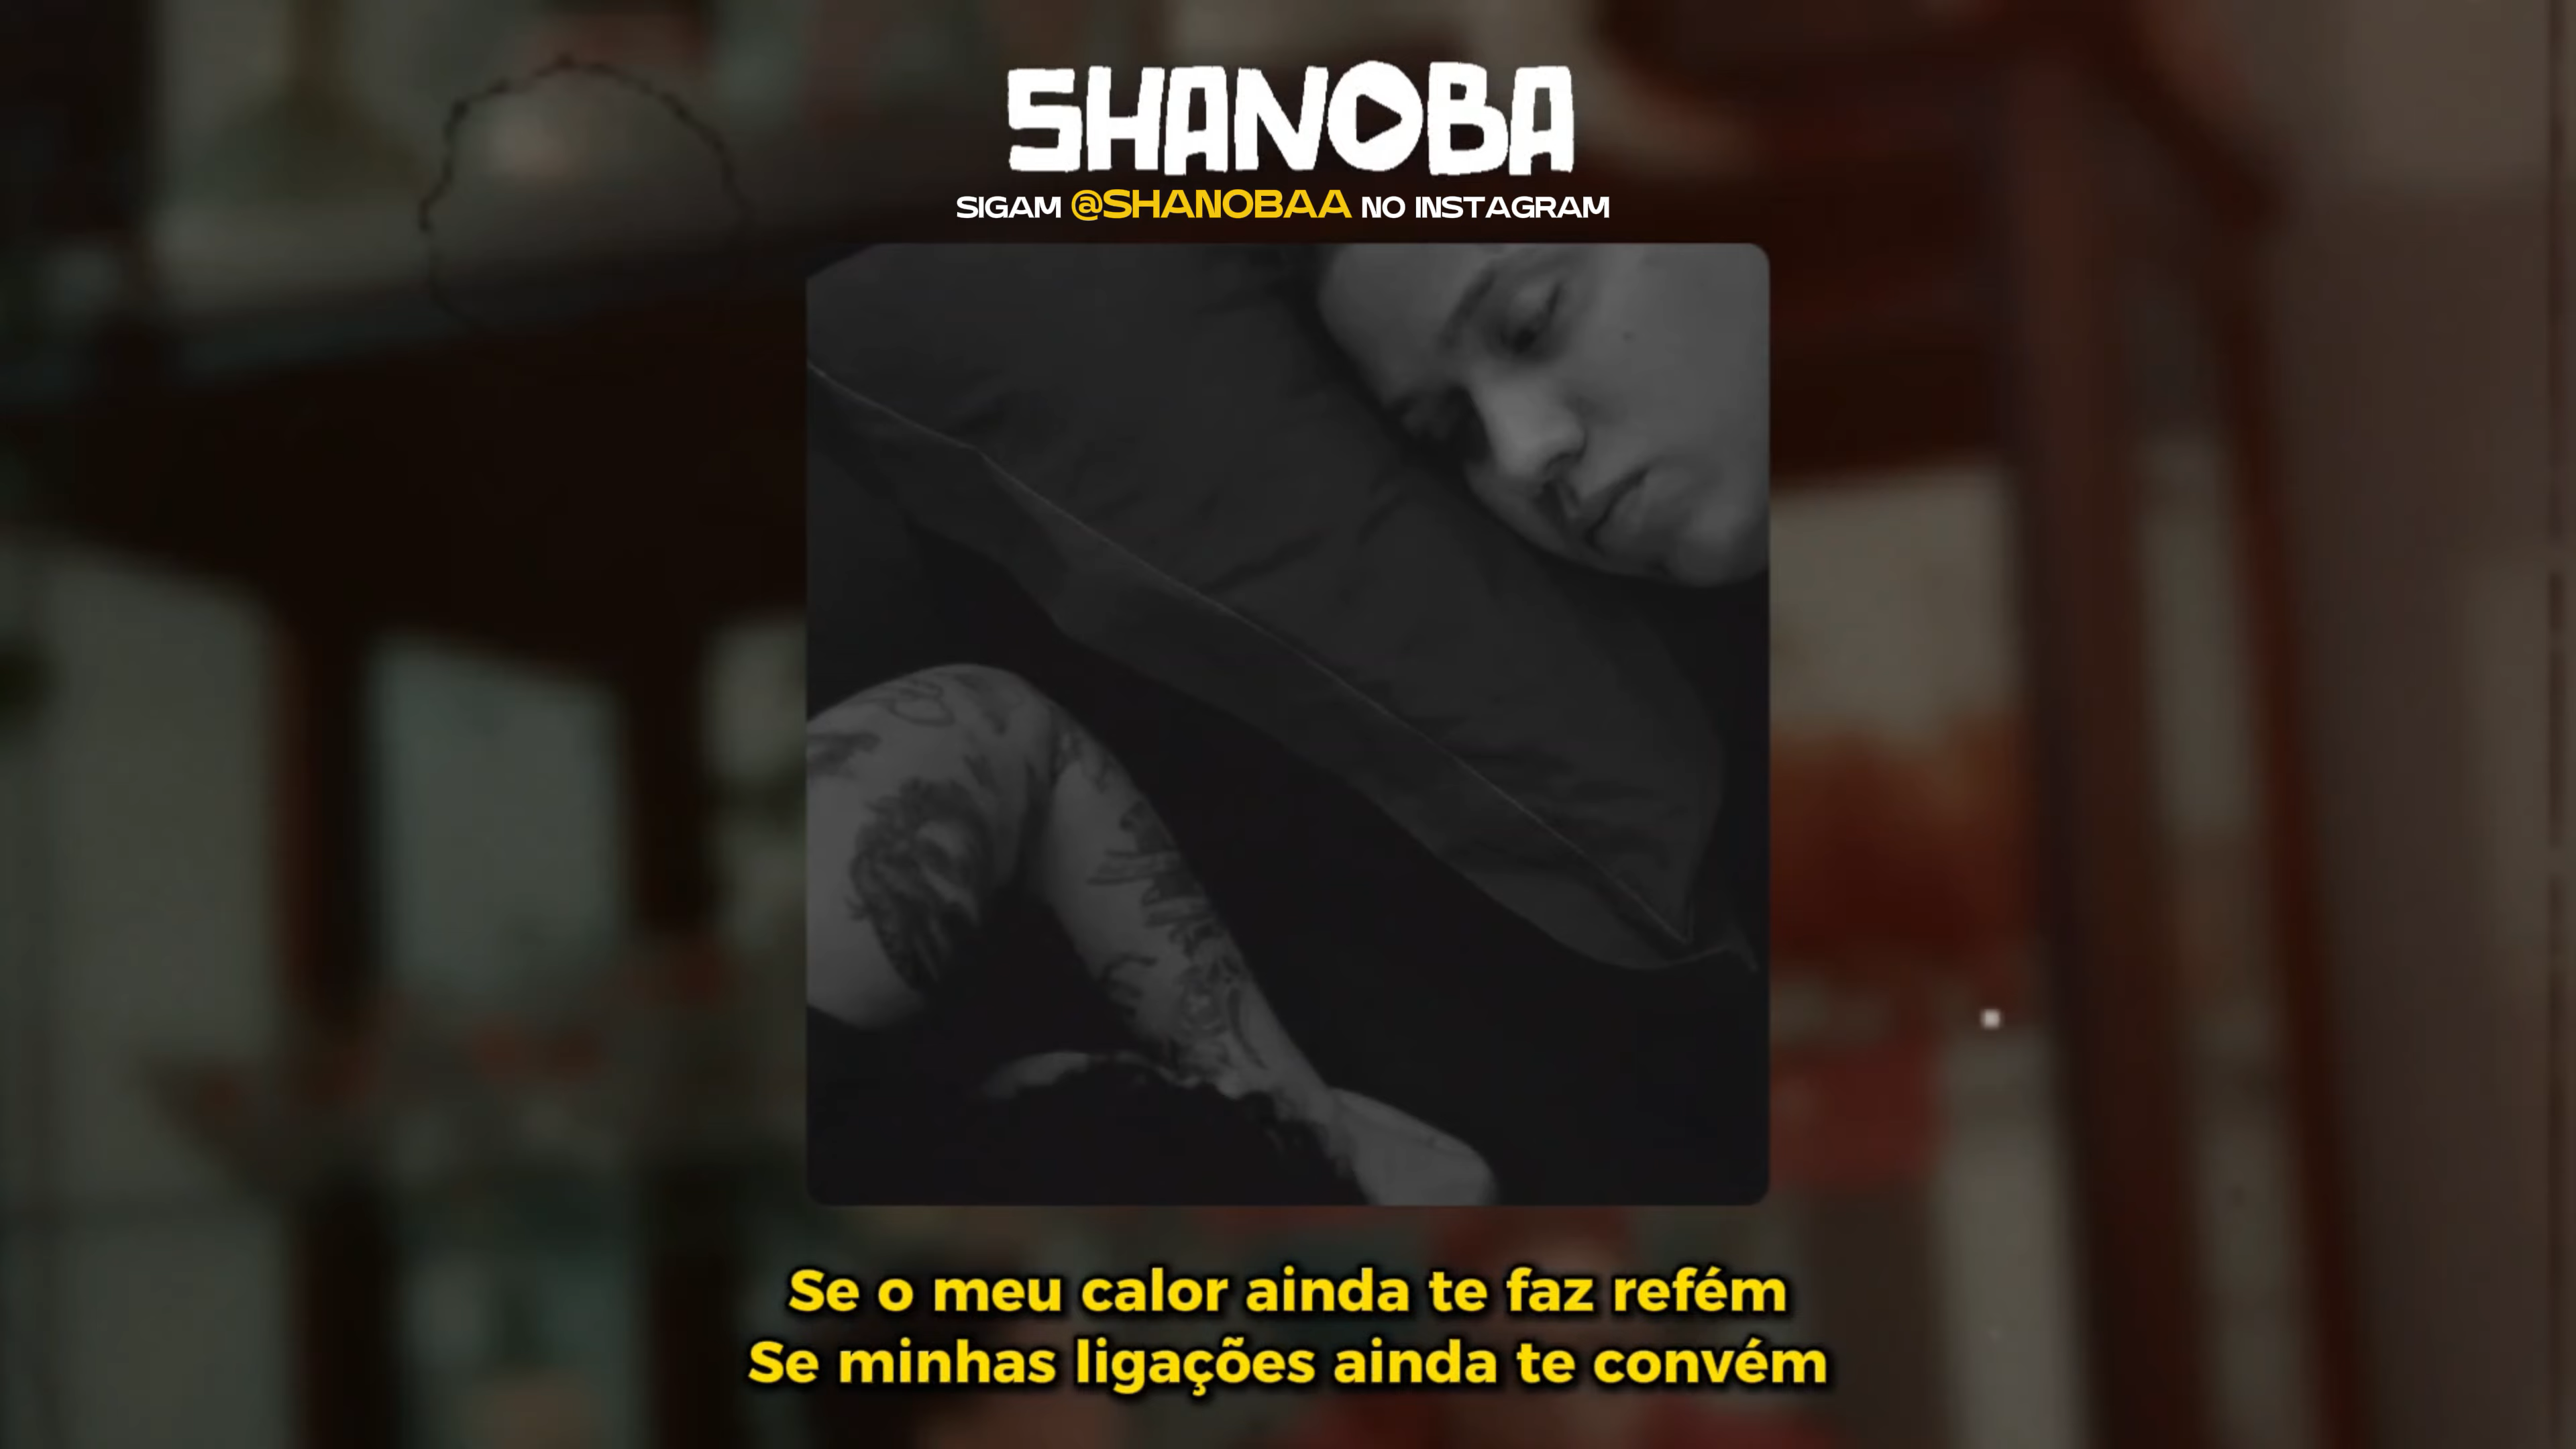 SHANOBA
SIGAM @SHANOBAA NO INSTAGRAM
Se o meu calor ainda te faz refém
Se minhas ligações ainda te convém